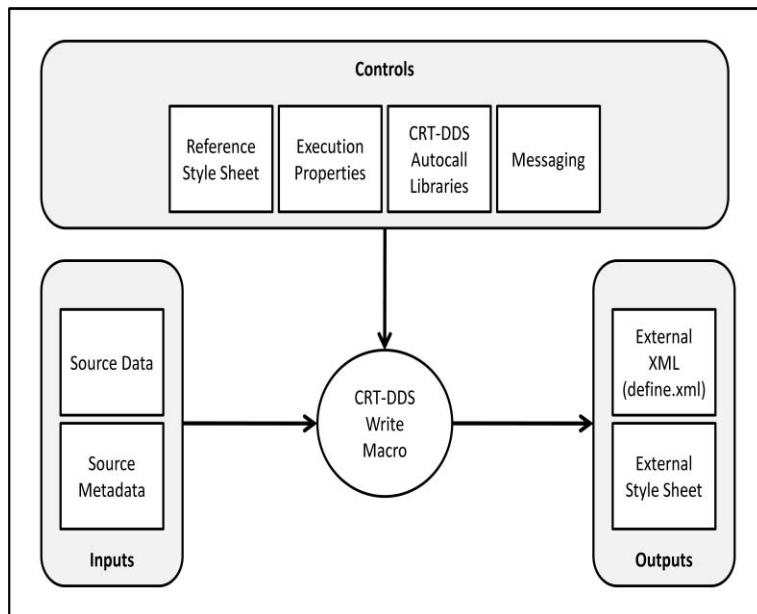 Controls
Reference
Style Sheet
Execution
Properties
CRT-DDS
Autocall
Libraries
Messaging
Source Data
Source
Metadata
Inputs
CRT-DDS
Write
Macro
External
XML
(define.xml)
External
Style Sheet
Outputs